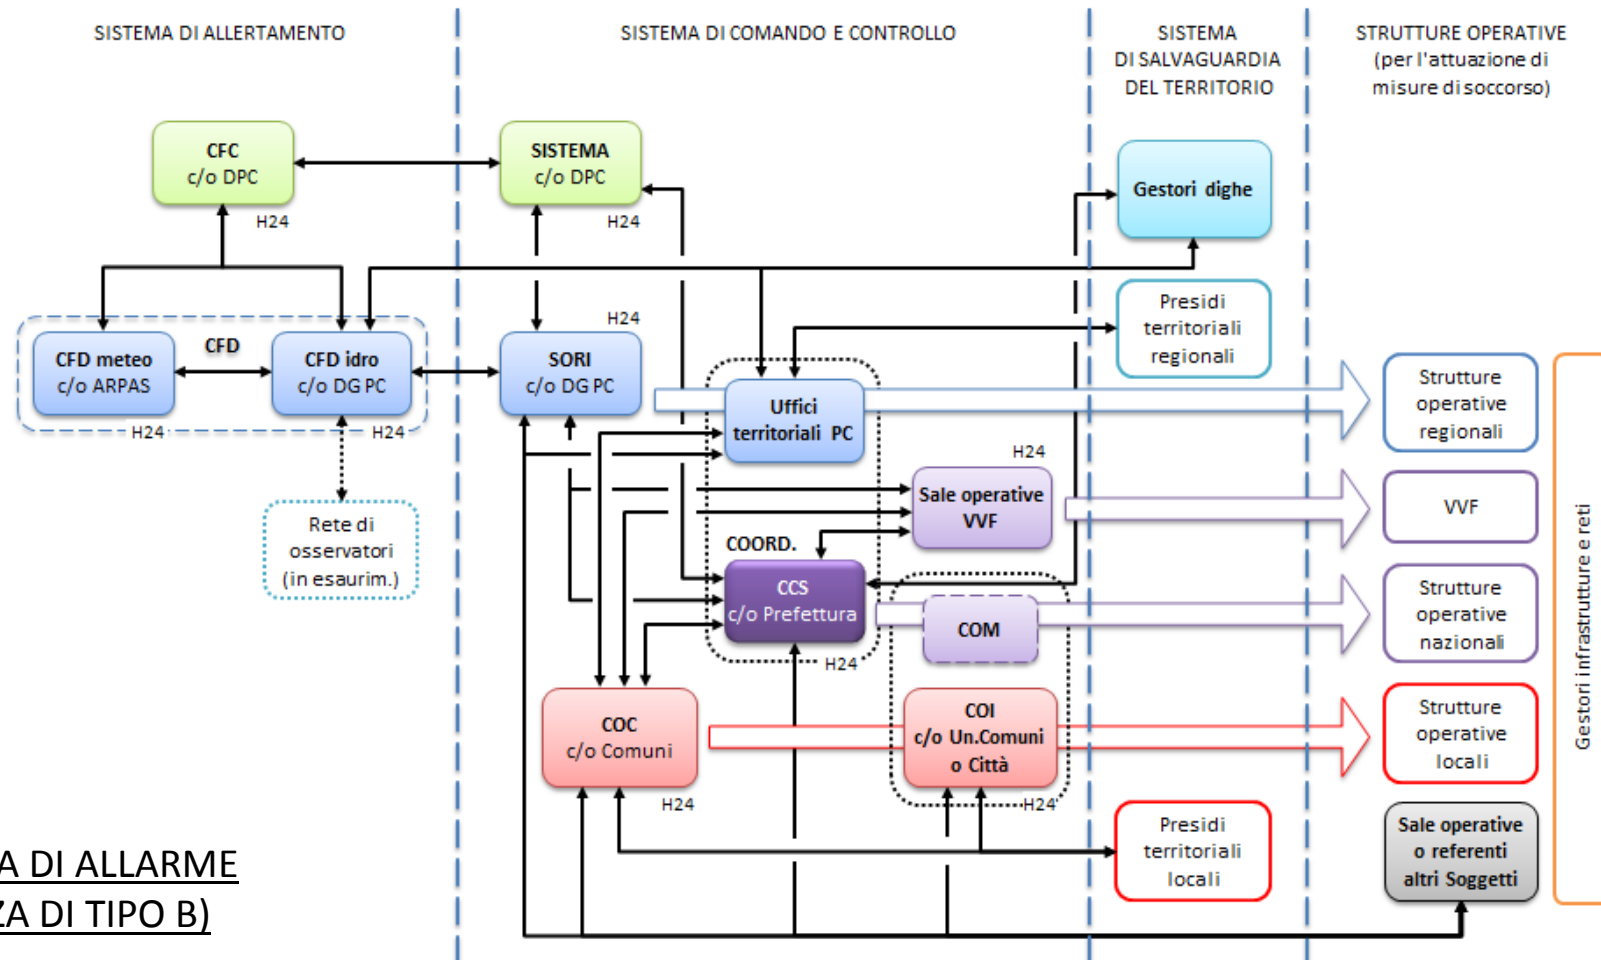 SISTEMA DI ALLERTAMENTO
SISTEMA DI COMANDO E CONTROLLO
SISTEMA
DI SALVAGUARDIA
DEL TERRITORIO
STRUTTURE OPERATIVE
(per l'attuazione di
misure di soccorso)
CFC
c/o DPC
H24
SISTEMA
c/o DPC
H24
Gestori dighe
Presidi
territoriali
regionali
CFD meteo
c/o ARPAS
H24
CFD
CFD idro
c/o DG PC
H24
H24
SORI
c/o DG PC
Uffici
territoriali PC
Strutture
operative
regionali
Rete di
osservatori
(in esaurim.)
H24
Sale operative
VVF
VVF
COORD.
CCS
c/o Prefettura
H24
COM
Strutture
operative
nazionali
COC
c/o Comuni
H24
COI
c/o Un.Comuni
o Città
H24
Strutture
operative
locali
Presidi
territoriali
locali
Sale operative
o referenti
altri Soggetti
Gestori infrastrutture e reti
A DI ALLARME
ZA DI TIPO B)